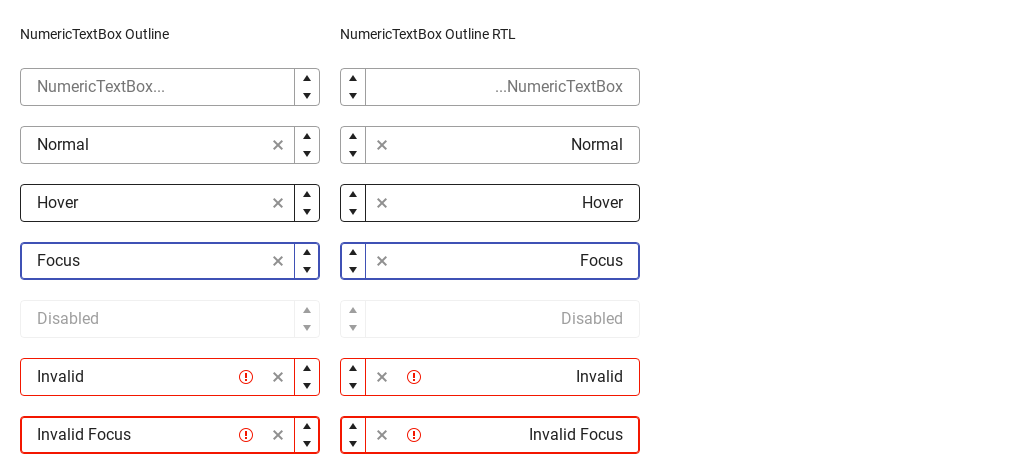 NumericTextBox Outline
NumericTextBox Outline RTL
NumericTextBox...
...NumericTextBox
Normal
Normal
Hover
Hover
Focus
Focus
Disabled
Disabled
Invalid
Invalid
Invalid Focus
Invalid Focus